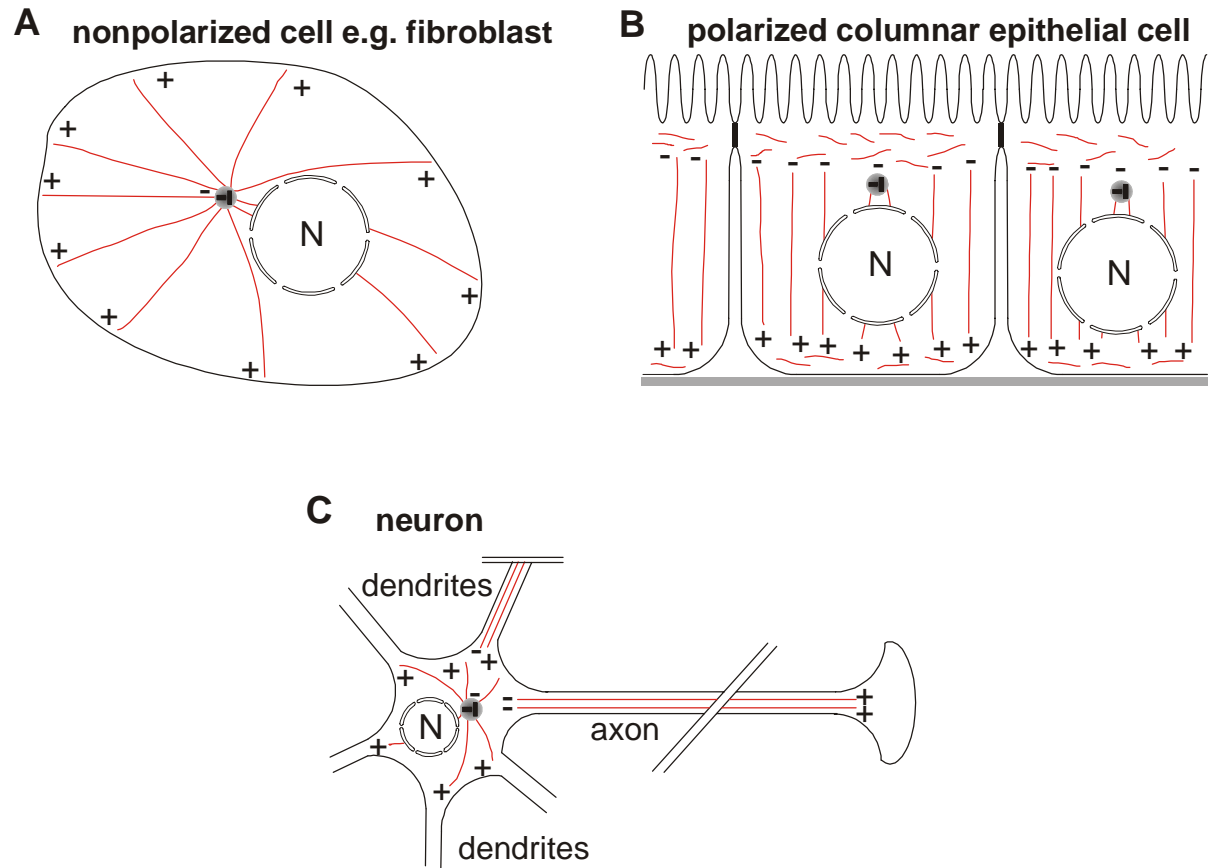 A nonpolarized cell e.g. fibroblast
+ +
+
+ - +
N
+ +
+ + +
B polarized columnar epithelial cell
- - - - - - - - - -
N N
+ + + + + + + + + + + + +
C neuron
dendrites
- +
+ + -
N = +
+ axon +
+ +
dendrites